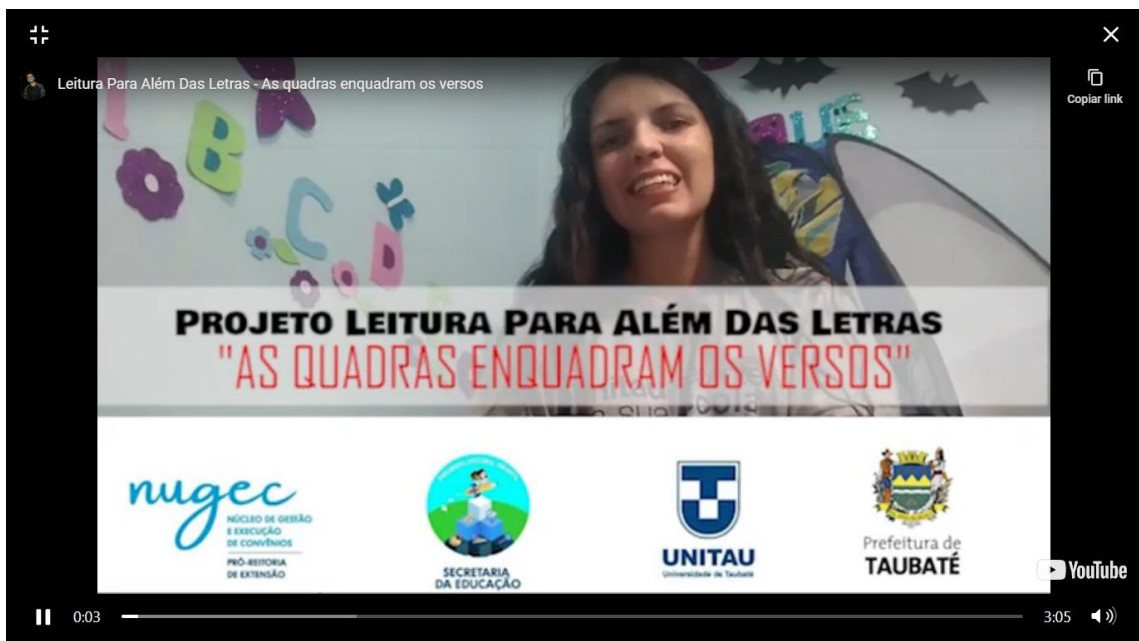 Leitura Para Além Das Letras - As quadras enquadram os versos
Copiar link
B
C
D
PROJETO LEITURA PARA ALÉM DAS LETRAS
"AS QUADRAS ENQUADRAM OS VERSOS"
sua escola
nugec
NÚCLEO DE GESTÃO
E EXECUÇÃO
DE CONVÊNIOS
PRÓ-REITORIA
DE EXTENSÃO
SECRETARIA
DA EDUCAÇÃO
UNITAU
Universidade de Taubaté
Prefeitura de
TAUBATÉ
YouTube
0:03
3:05